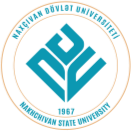 NAXÇIVAN DÖVLƏT UNİVERSİTETİ
1967
NAKHCHIVAN STATE UNIVERSITY